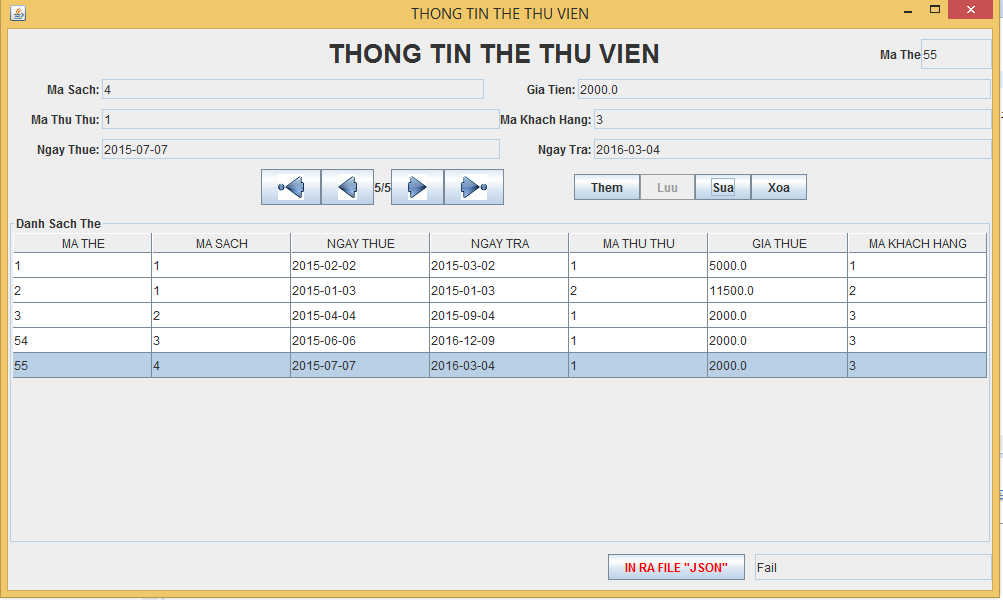 THONG TIN THE THU VIEN
THONG TIN THE THU VIEN
Ma The 55
Ma Sach: 4 Gia Tien: 2000.0
Ma Thu Thu: 1 Ma Khach Hang: 3
Ngay Thue: 2015-07-07 Ngay Tra: 2016-03-04
5/5 Them Luu Sua Xoa
Danh Sach The
MA THE MA SACH NGAY THUE NGAY TRA MA THU THU GIA THUE MA KHACH HANG
1 1 2015-02-02 2015-03-02 1 5000.0 1
2 1 2015-01-03 2015-01-03 2 11500.0 2
3 2 2015-04-04 2015-09-04 1 2000.0 3
54 3 2015-06-06 2016-12-09 1 2000.0 3
55 4 2015-07-07 2016-03-04 1 2000.0 3
IN RA FILE "JSON" Fail